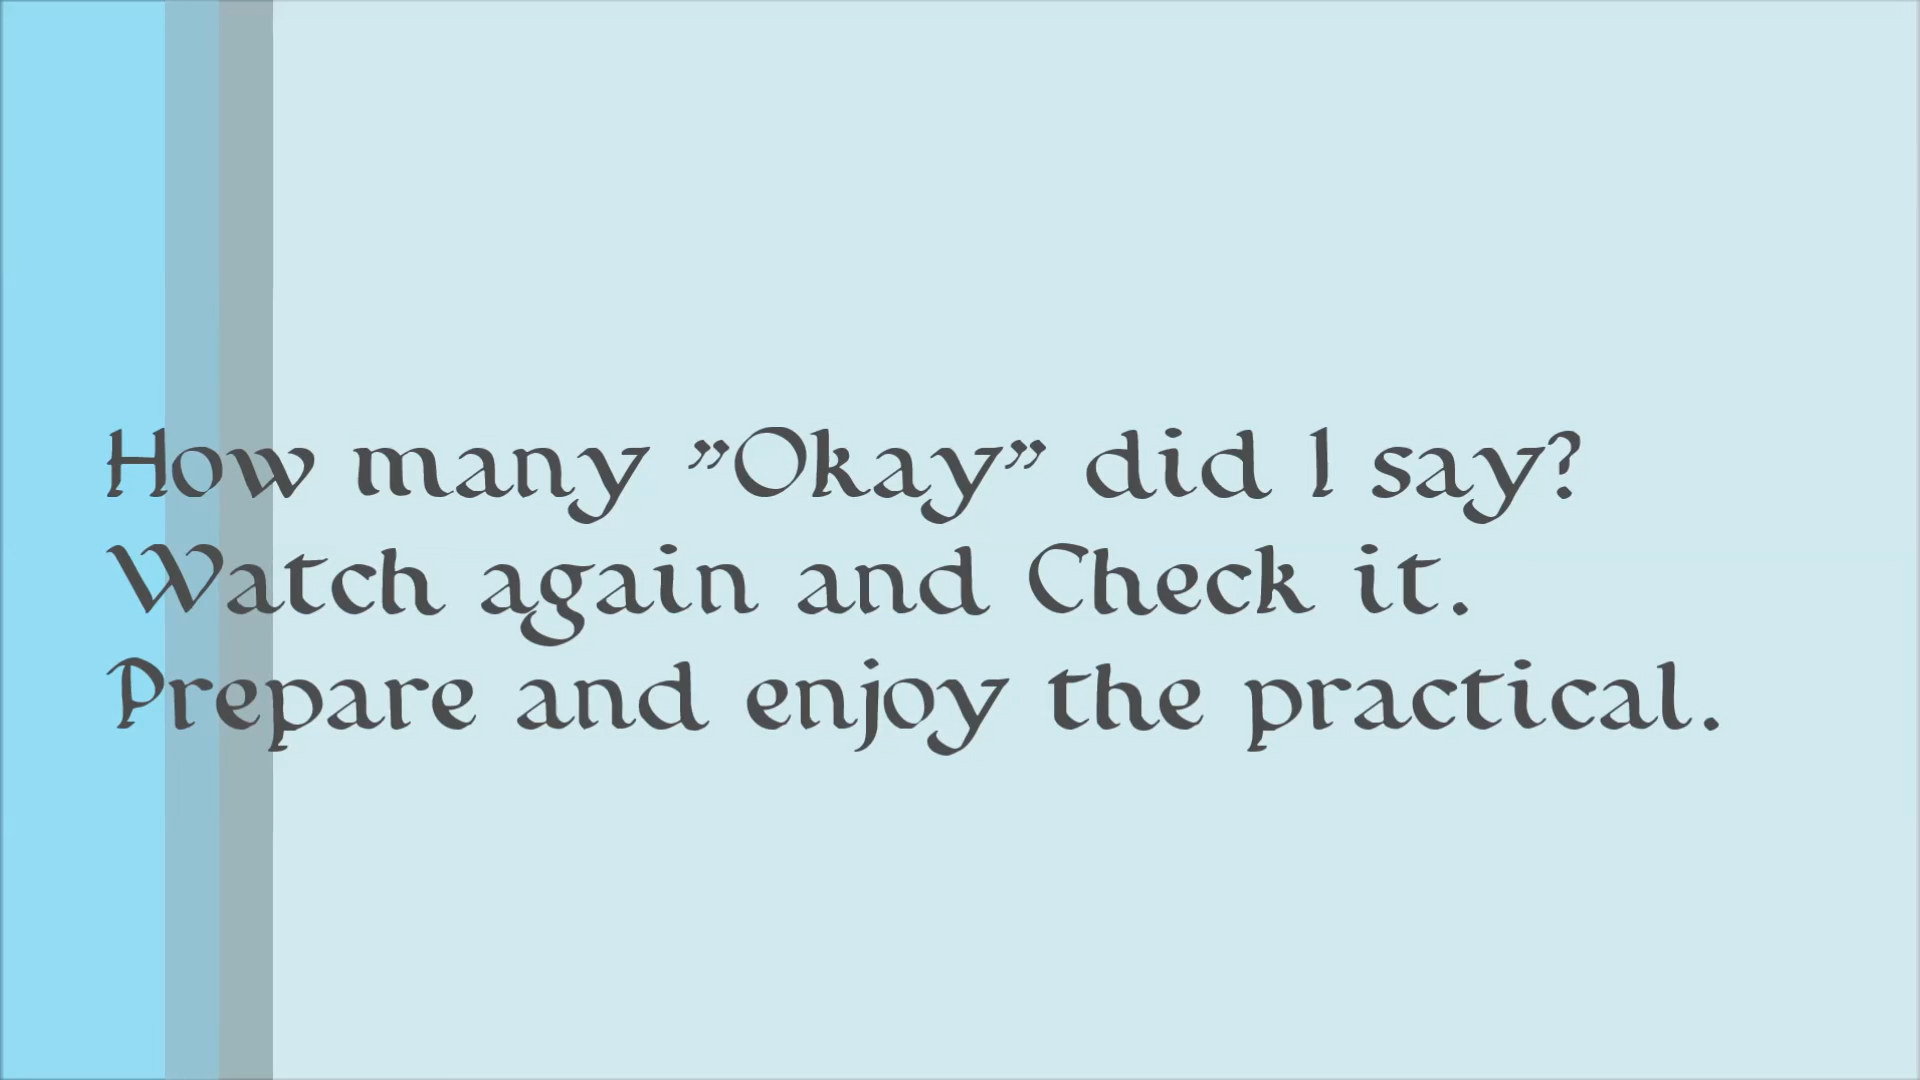 How many ”Okay” did I say?
Watch again and Check it.
Prepare and enjoy the practical.